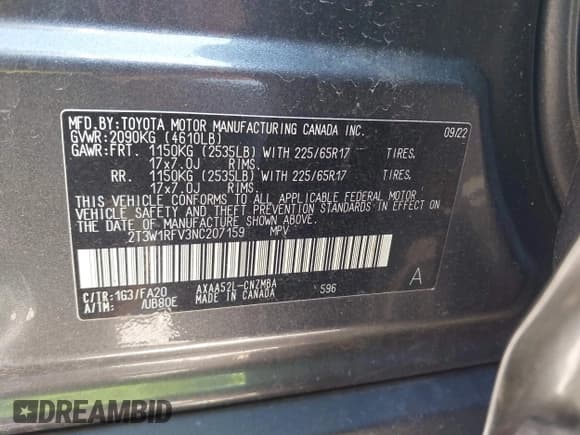 MFD.BY:TOYOTA MOTOR MANUFACTURING CANADA INC. 09/22
GVWR:2090KG (4610LB)
GAWR:FRT. 1150KG (2535LB) WITH 225/65R17 TIRES.
17x7.0J RIMS.
RR. 1150KG (2535LB) WITH 225/65R17 TIRES.
17x7.0J RIMS.
THIS VEHICLE CONFORMS TO ALL APPLICABLE FEDERAL MOTOR
VEHICLE SAFETY AND THEFT PREVENTION STANDARDS IN EFFECT ON
THE DATE OF MANUFACTURE SHOWN ABOVE.
2T3W1RFV3NC207159 MPV
A
C/TR:1G3/FA20 AXAA52L-CNZMBA 596
A/TM: /UB80E MADE IN CANADA
DREAMBID